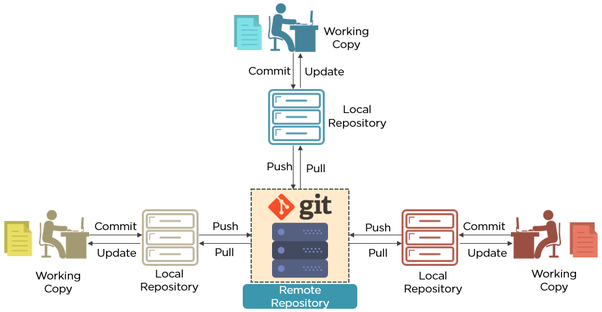 Working
Copy
Commit
Update
Local
Repository
Push
Pull
git
Commit
Push
Push
Commit
Update
Pull
Pull
Update
Working
Copy
Local
Repository
Remote
Repository
Local
Repository
Working
Copy